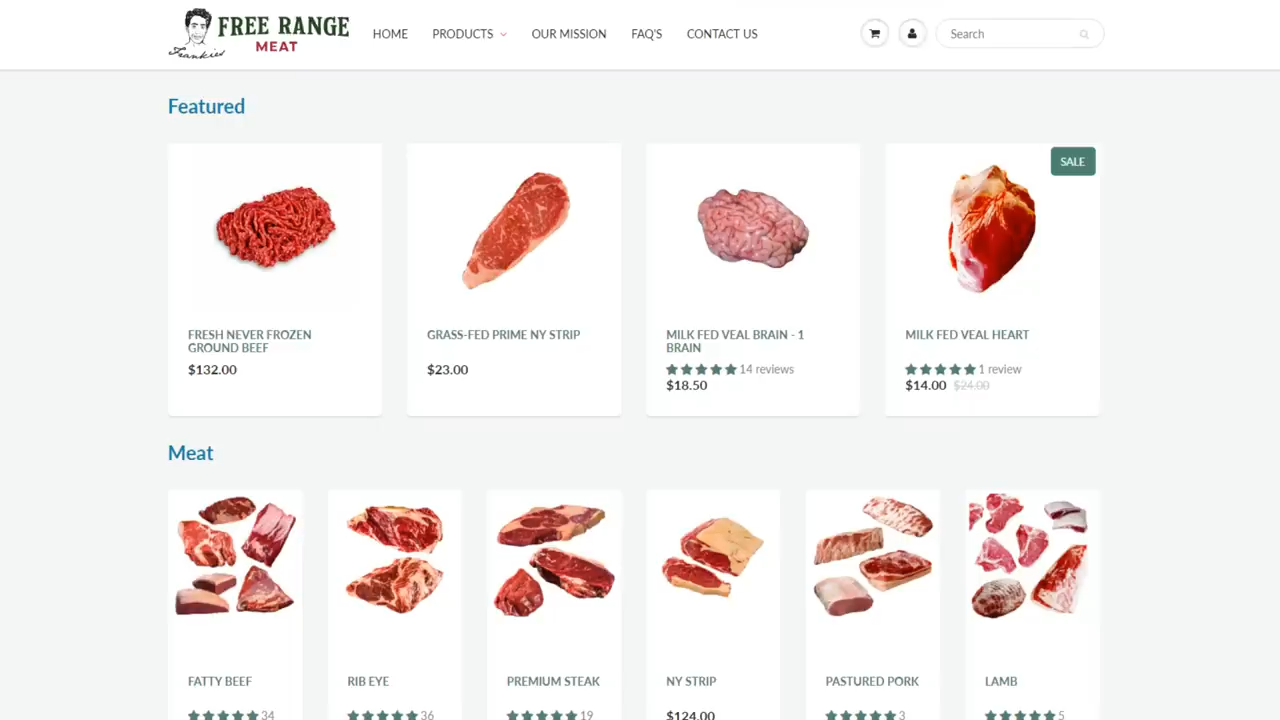 FREE RANGE
MEAT
Frankies
HOME
PRODUCTS
OUR MISSION
FAQ'S
CONTACT US
Search
Featured
SALE
FRESH NEVER FROZEN
GROUND BEEF
$132.00
GRASS-FED PRIME NY STRIP
$23.00
MILK FED VEAL BRAIN - 1
BRAIN
14 reviews
$18.50
MILK FED VEAL HEART
1 review
$14.00 $24.00
Meat
FATTY BEEF
34
RIB EYE
36
PREMIUM STEAK
19
NY STRIP
$124.00
PASTURED PORK
3
LAMB
5